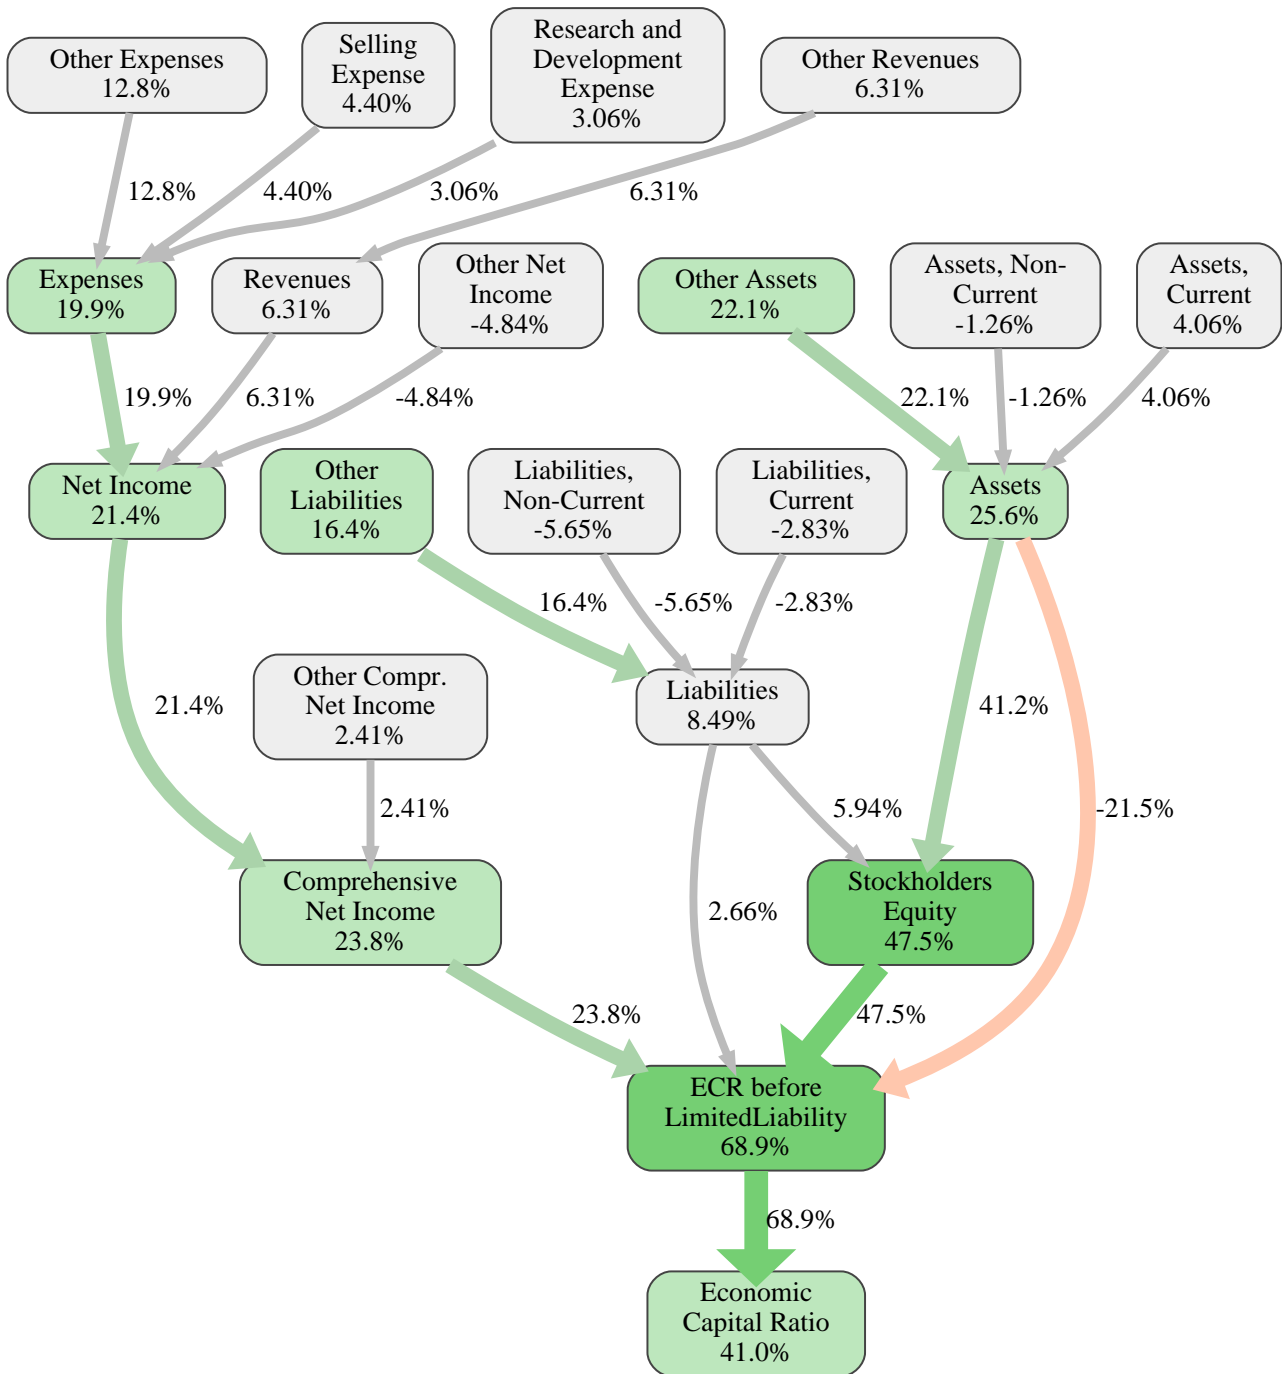 Other Expenses
12.8%
Selling
Expense
4.40%
Research and
Development
Expense
3.06%
Other Revenues
6.31%
12.8%
4.40%
3.06%
6.31%
Expenses
19.9%
Revenues
6.31%
Other Net
Income
-4.84%
Other Assets
22.1%
Assets, Non-
Current
-1.26%
Assets,
Current
4.06%
19.9%
6.31%
-4.84%
22.1%
-1.26%
4.06%
Net Income
21.4%
Other
Liabilities
16.4%
Liabilities,
Non-Current
-5.65%
Liabilities,
Current
-2.83%
Assets
25.6%
16.4%
-5.65%
-2.83%
21.4%
Other Compr.
Net Income
2.41%
Liabilities
8.49%
41.2%
2.41%
5.94%
-21.5%
Comprehensive
Net Income
23.8%
2.66%
Stockholders
Equity
47.5%
23.8%
47.5%
ECR before
LimitedLiability
68.9%
68.9%
Economic
Capital Ratio
41.0%